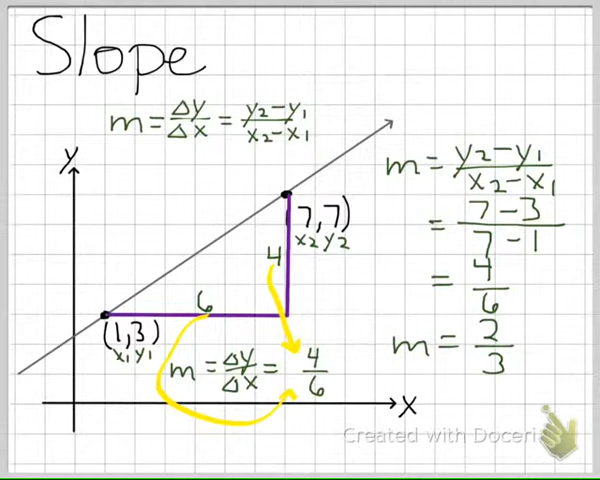 Slope
m = Δy/Δx = y2-y1/x2-x1
y
m = y2-y1/x2-x1
(7,7)
x2 y2
= 7-3/7-1
4
= 4/6
6
(1,3)
x1 y1
m = Δy/Δx = 4/6
m = 2/3
x
Created with Doceri